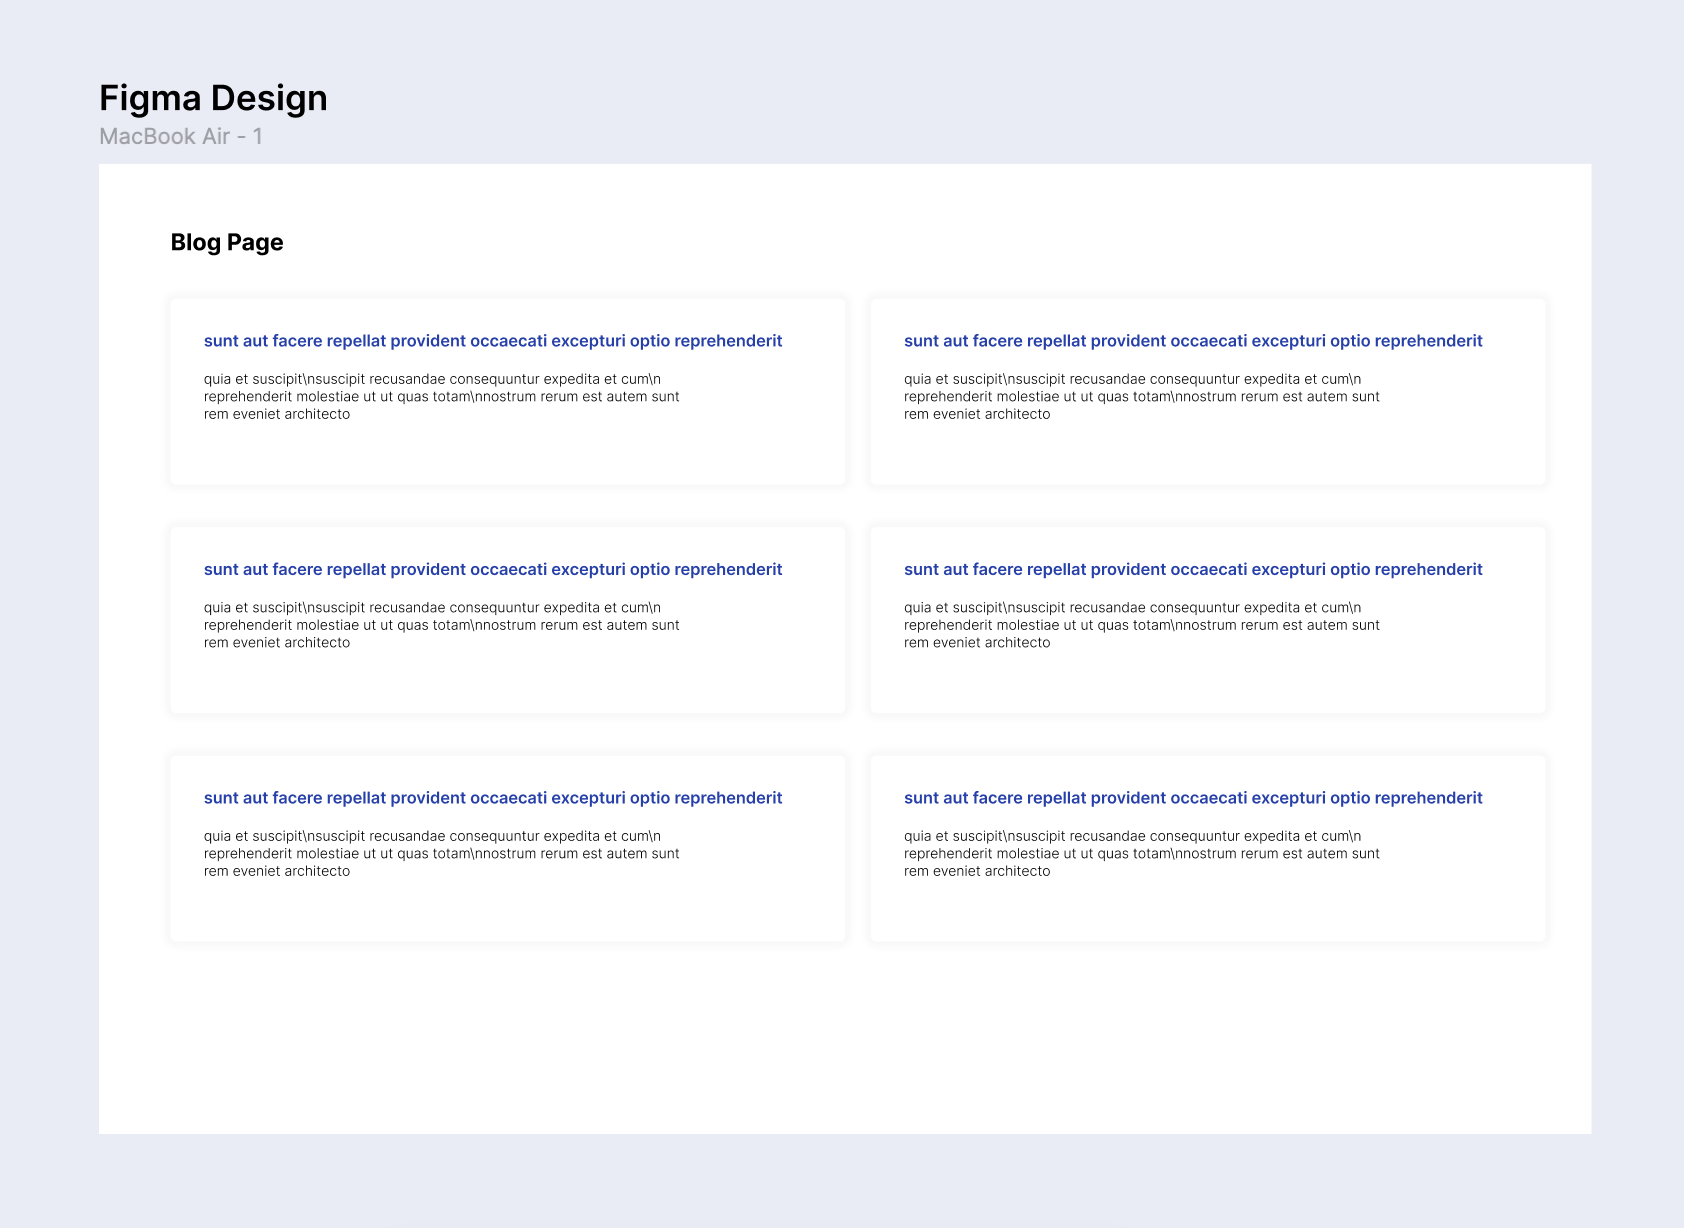 Figma Design
MacBook Air - 1
Blog Page
sunt aut facere repellat provident occaecati excepturi optio reprehenderit
quia et suscipit\nsuscipit recusandae consequuntur expedita et cum\n
reprehenderit molestiae ut ut quas totam\nnostrum rerum est autem sunt
rem eveniet architecto
sunt aut facere repellat provident occaecati excepturi optio reprehenderit
quia et suscipit\nsuscipit recusandae consequuntur expedita et cum\n
reprehenderit molestiae ut ut quas totam\nnostrum rerum est autem sunt
rem eveniet architecto
sunt aut facere repellat provident occaecati excepturi optio reprehenderit
quia et suscipit\nsuscipit recusandae consequuntur expedita et cum\n
reprehenderit molestiae ut ut quas totam\nnostrum rerum est autem sunt
rem eveniet architecto
sunt aut facere repellat provident occaecati excepturi optio reprehenderit
quia et suscipit\nsuscipit recusandae consequuntur expedita et cum\n
reprehenderit molestiae ut ut quas totam\nnostrum rerum est autem sunt
rem eveniet architecto
sunt aut facere repellat provident occaecati excepturi optio reprehenderit
quia et suscipit\nsuscipit recusandae consequuntur expedita et cum\n
reprehenderit molestiae ut ut quas totam\nnostrum rerum est autem sunt
rem eveniet architecto
sunt aut facere repellat provident occaecati excepturi optio reprehenderit
quia et suscipit\nsuscipit recusandae consequuntur expedita et cum\n
reprehenderit molestiae ut ut quas totam\nnostrum rerum est autem sunt
rem eveniet architecto